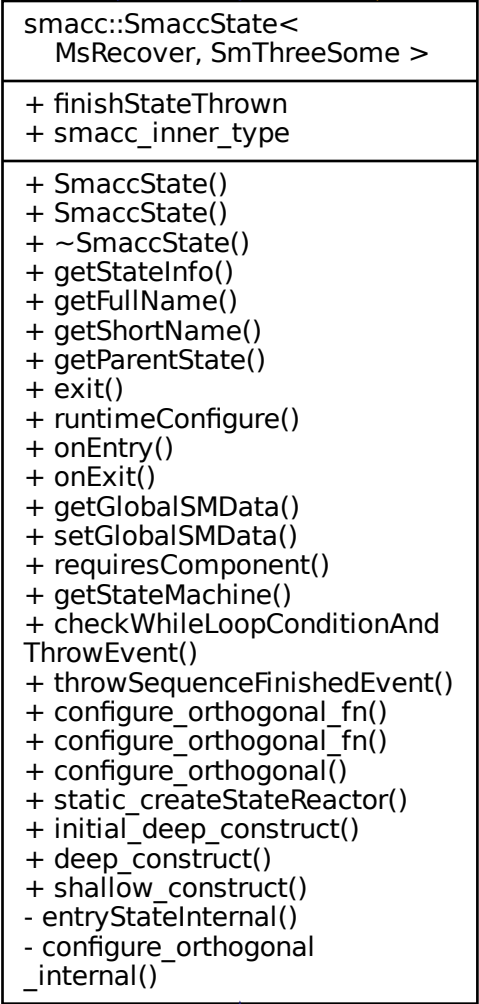 smacc::SmaccState<
MsRecover, SmThreeSome >
+ finishStateThrown
+ smacc_inner_type
+ SmaccState()
+ SmaccState()
+ ~SmaccState()
+ getStateInfo()
+ getFullName()
+ getShortName()
+ getParentState()
+ exit()
+ runtimeConfigure()
+ onEntry()
+ onExit()
+ getGlobalSMData()
+ setGlobalSMData()
+ requiresComponent()
+ getStateMachine()
+ checkWhileLoopConditionAnd
ThrowEvent()
+ throwSequenceFinishedEvent()
+ configure_orthogonal_fn()
+ configure_orthogonal_fn()
+ configure_orthogonal()
+ static_createStateReactor()
+ initial_deep_construct()
+ deep_construct()
+ shallow_construct()
- entryStateInternal()
- configure_orthogonal
_internal()